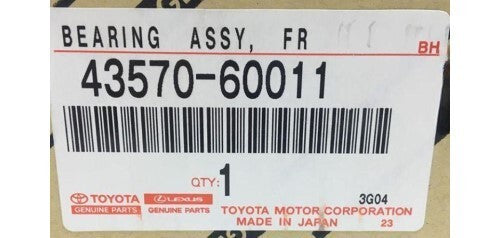 BEARING ASSY, FR
BH
43570-60011
QTY: 1
3G04
TOYOTA LEXUS TOYOTA MOTOR CORPORATION
GENUINE PARTS GENUINE PARTS MADE IN JAPAN 23